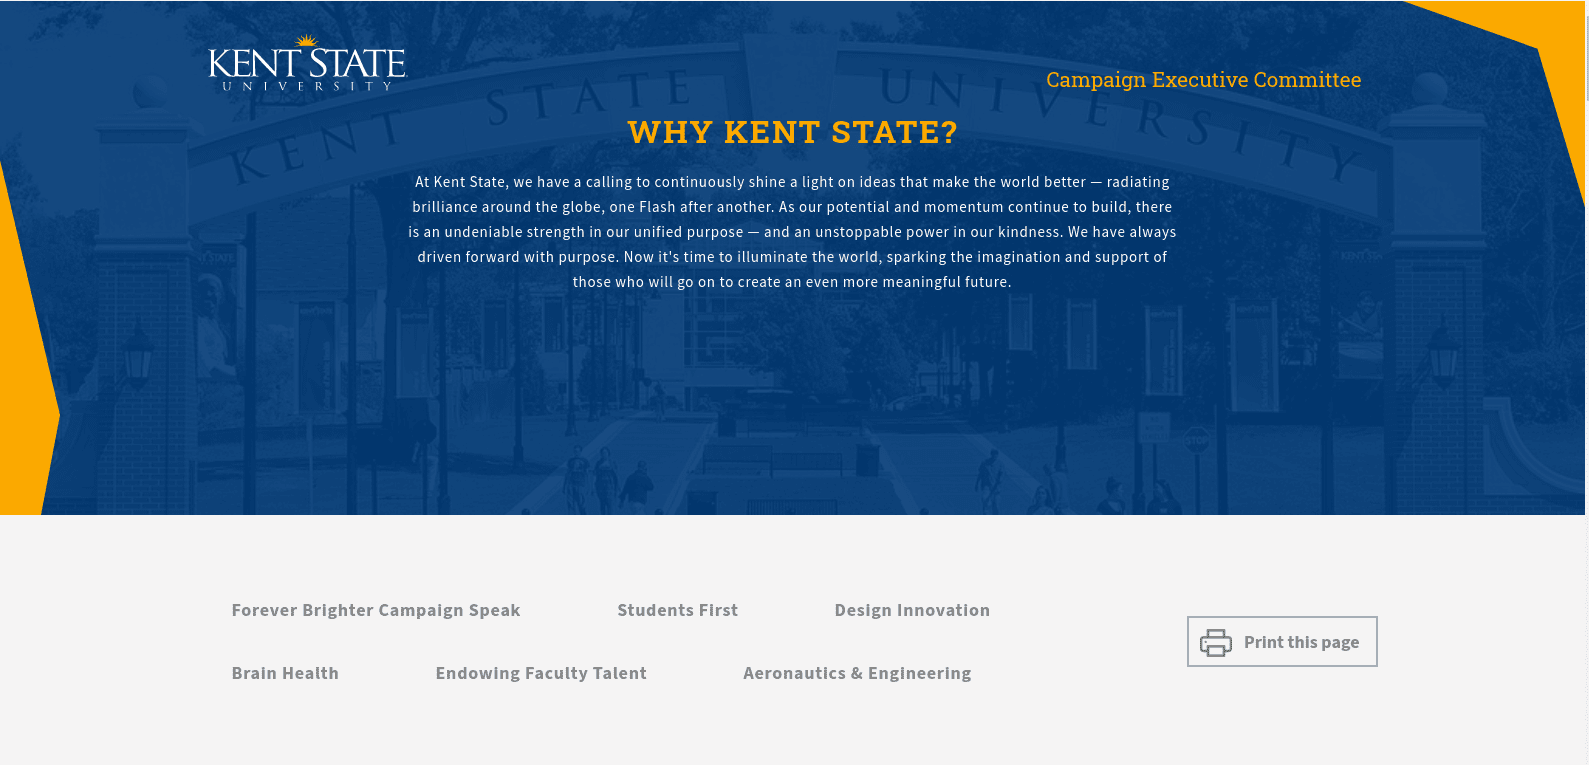 KENT STATE
UNIVERSITY
Campaign Executive Committee
KENT STATE UNIVERSITY
WHY KENT STATE?
At Kent State, we have a calling to continuously shine a light on ideas that make the world better — radiating
brilliance around the globe, one Flash after another. As our potential and momentum continue to build, there
is an undeniable strength in our unified purpose — and an unstoppable power in our kindness. We have always
driven forward with purpose. Now it's time to illuminate the world, sparking the imagination and support of
those who will go on to create an even more meaningful future.
STOP
Forever Brighter Campaign Speak
Students First
Design Innovation
Print this page
Brain Health
Endowing Faculty Talent
Aeronautics & Engineering